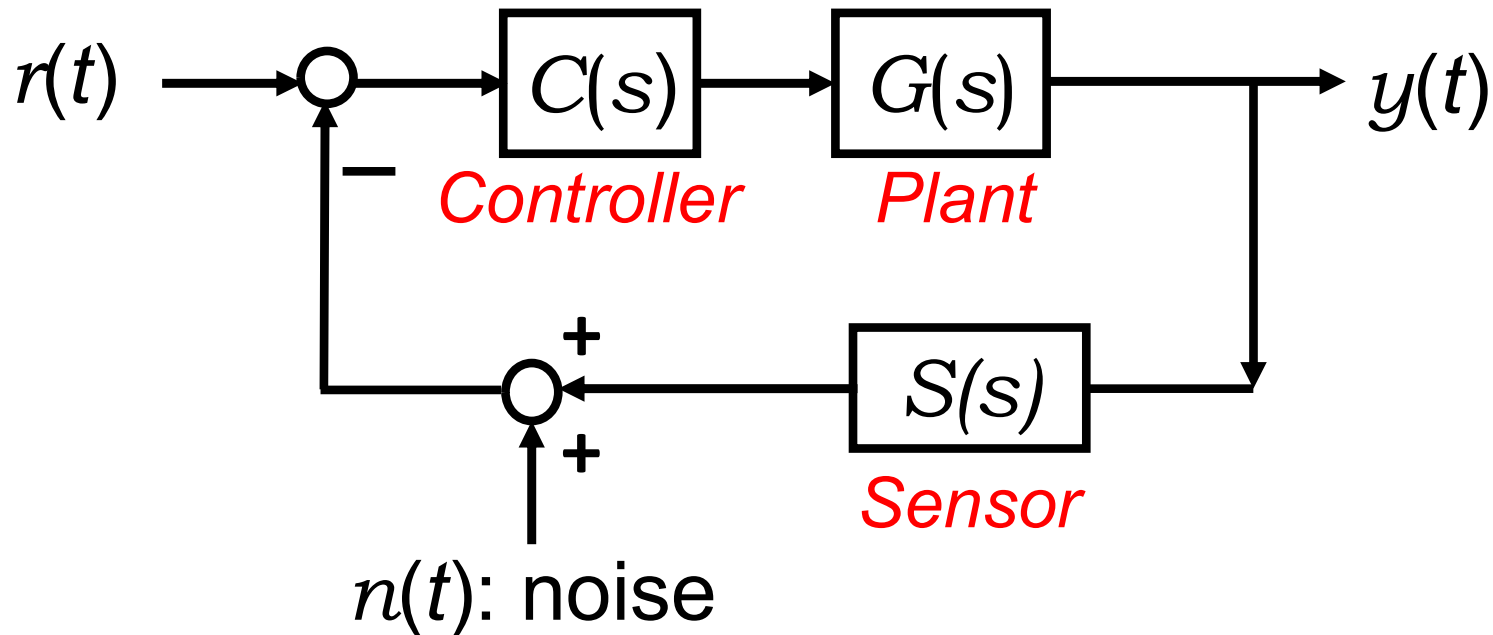 r(t)
C(s)
G(s)
y(t)
−
Controller
Plant
+
S(s)
+
Sensor
n(t): noise